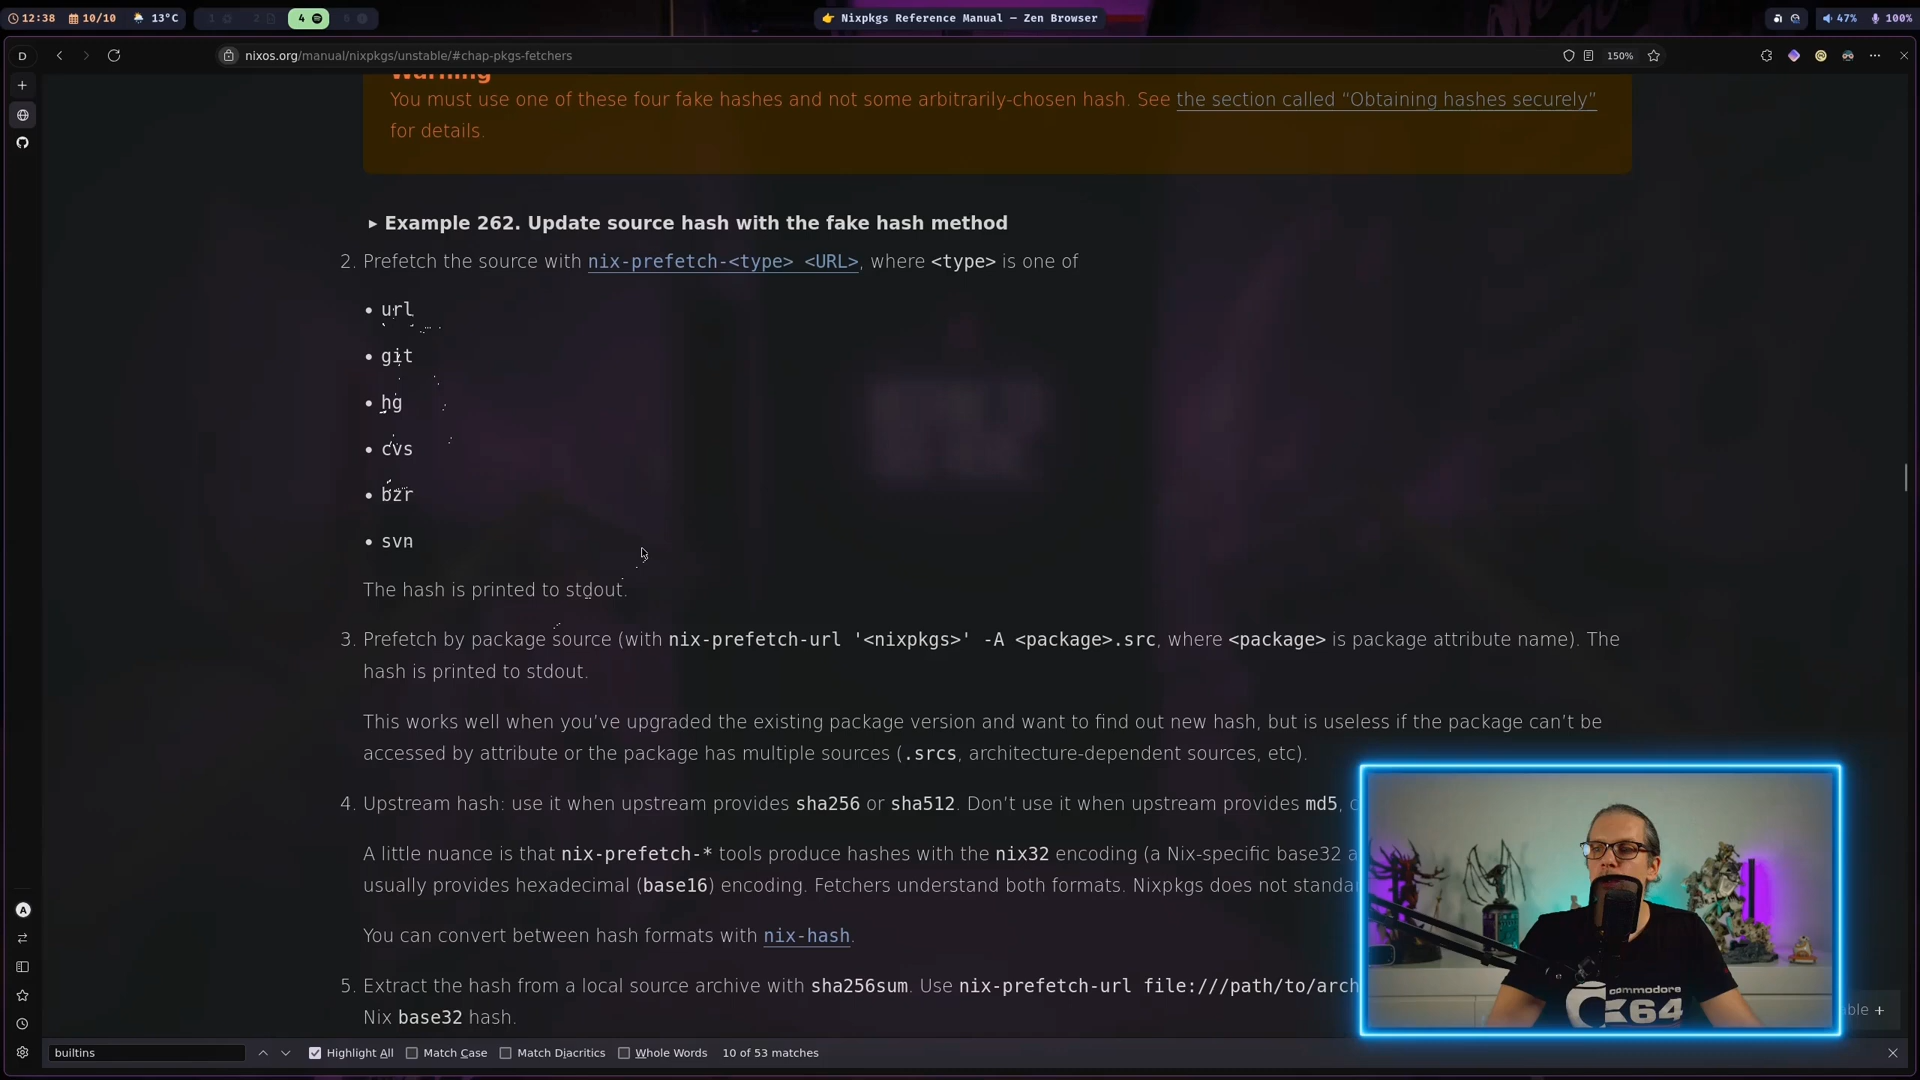 12:38 10/10 13°C 1 2 4 6
👉 Nixpkgs Reference Manual — Zen Browser
47% 100%
D
nixos.org/manual/nixpkgs/unstable/#chap-pkgs-fetchers
150%
Warning
You must use one of these four fake hashes and not some arbitrarily-chosen hash. See the section called “Obtaining hashes securely”
for details.
▸ Example 262. Update source hash with the fake hash method
2. Prefetch the source with nix-prefetch-<type> <URL>, where <type> is one of
• url
• git
• hg
• cvs
• bzr
• svn
The hash is printed to stdout.
3. Prefetch by package source (with nix-prefetch-url '<nixpkgs>' -A <package>.src, where <package> is package attribute name). The
hash is printed to stdout.
This works well when you’ve upgraded the existing package version and want to find out new hash, but is useless if the package can’t be
accessed by attribute or the package has multiple sources (.srcs, architecture-dependent sources, etc).
4. Upstream hash: use it when upstream provides sha256 or sha512. Don’t use it when upstream provides md5,
A little nuance is that nix-prefetch-* tools produce hashes with the nix32 encoding (a Nix-specific base32 a
usually provides hexadecimal (base16) encoding. Fetchers understand both formats. Nixpkgs does not standar
You can convert between hash formats with nix-hash.
5. Extract the hash from a local source archive with sha256sum. Use nix-prefetch-url file:///path/to/arch
Nix base32 hash.
A
commodore
64
able +
builtins
Highlight All Match Case Match Diacritics Whole Words 10 of 53 matches